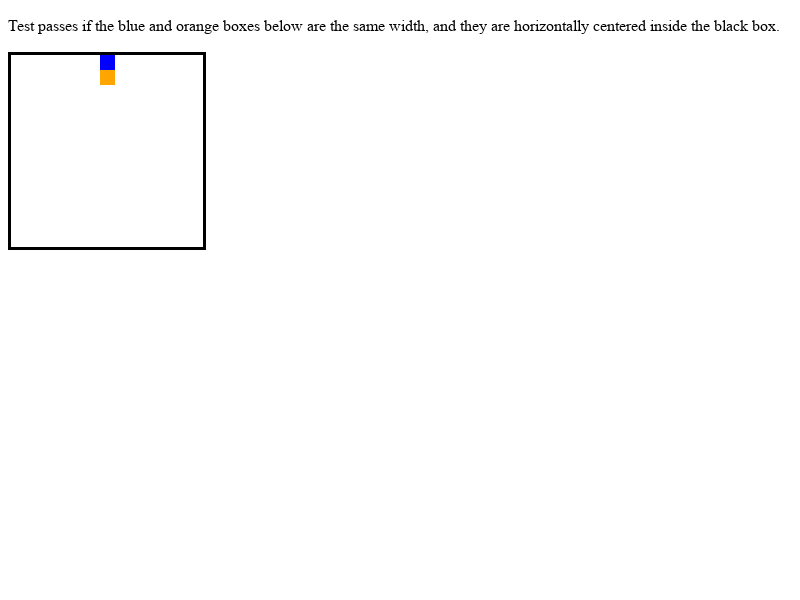 Test passes if the blue and orange boxes below are the same width, and they are horizontally centered inside the black box.